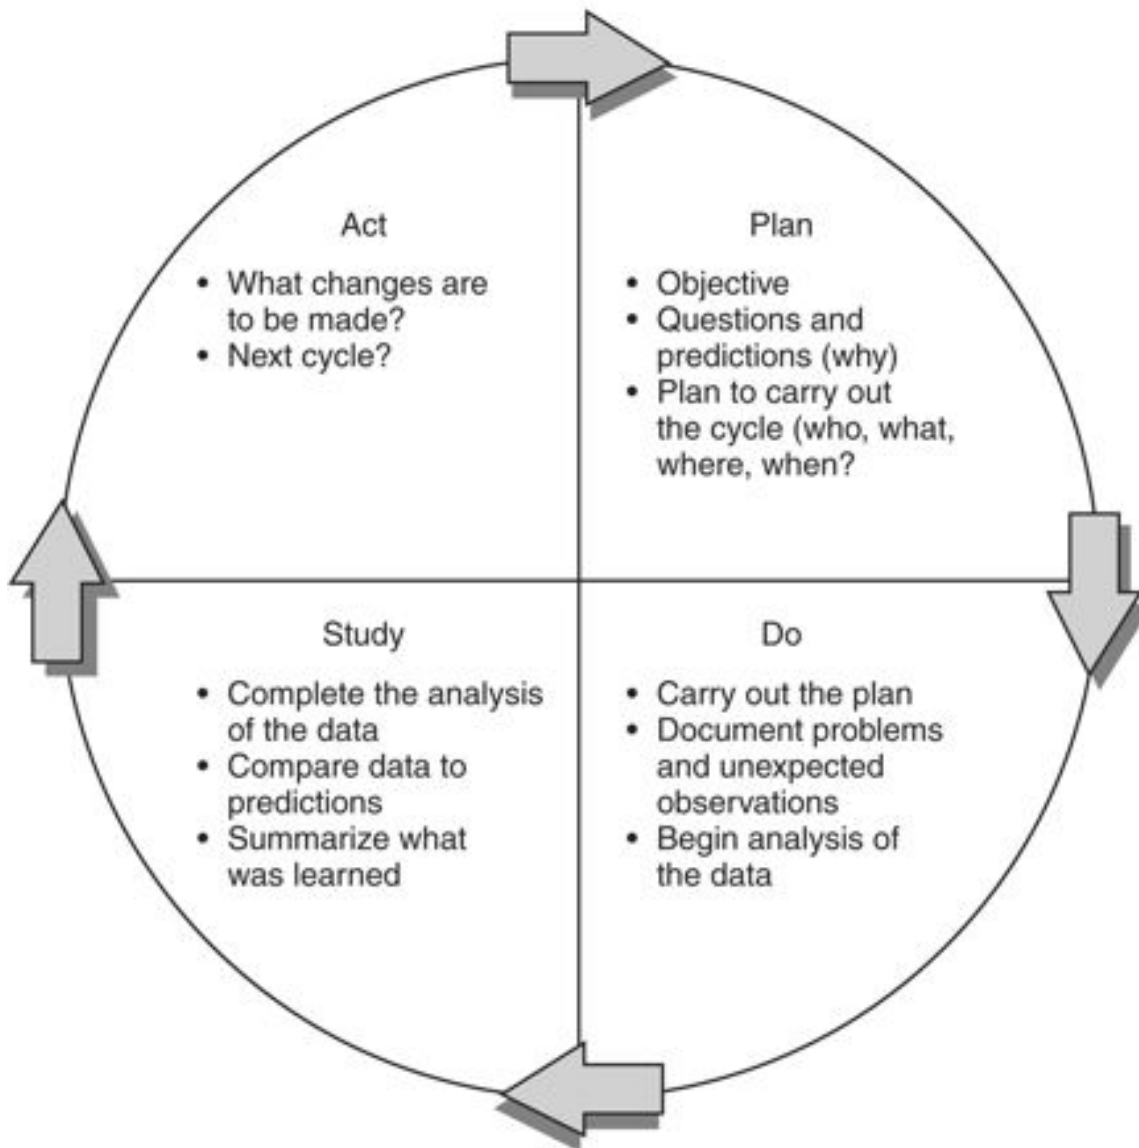 Act
• What changes are
to be made?
• Next cycle?
Plan
• Objective
• Questions and
predictions (why)
• Plan to carry out
the cycle (who, what,
where, when?
Study
• Complete the analysis
of the data
• Compare data to
predictions
• Summarize what
was learned
Do
• Carry out the plan
• Document problems
and unexpected
observations
• Begin analysis of
the data